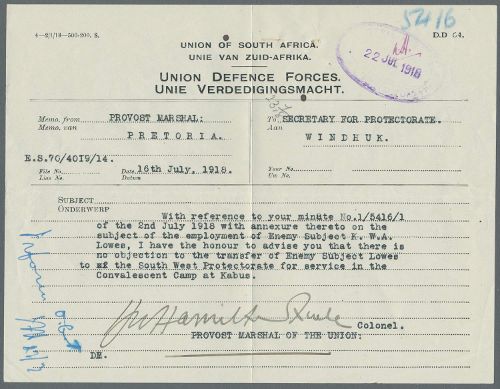 4—2/1/18—500-200. S.
5416
D.D 64.
UNION OF SOUTH AFRICA.
UNIE VAN ZUID-AFRIKA.
22 JUL 1918
UNION DEFENCE FORCES.
UNIE VERDEDIGINGSMACHT.
Memo. from PROVOST MARSHAL:
Memo. van
PRETORIA.
To SECRETARY FOR PROTECTORATE.
Aan
WINDHUK.
E.S.70/4019/14.
File No.
Lias No.
Date 16th July, 1918.
Datum
Your No.
Uw No.
SUBJECT
ONDERWERP
With reference to your minute No.1/5416/1
of the 2nd July 1918 with annexure thereto on the
subject of the employment of Enemy Subject K. W.A.
Lowes, I have the honour to advise you that there is
no objection to the transfer of Enemy Subject Lowes
to the South West Protectorate for service in the
Convalescent Camp at Kabus.
Colonel.
PROVOST MARSHAL OF THE UNION:
DE.